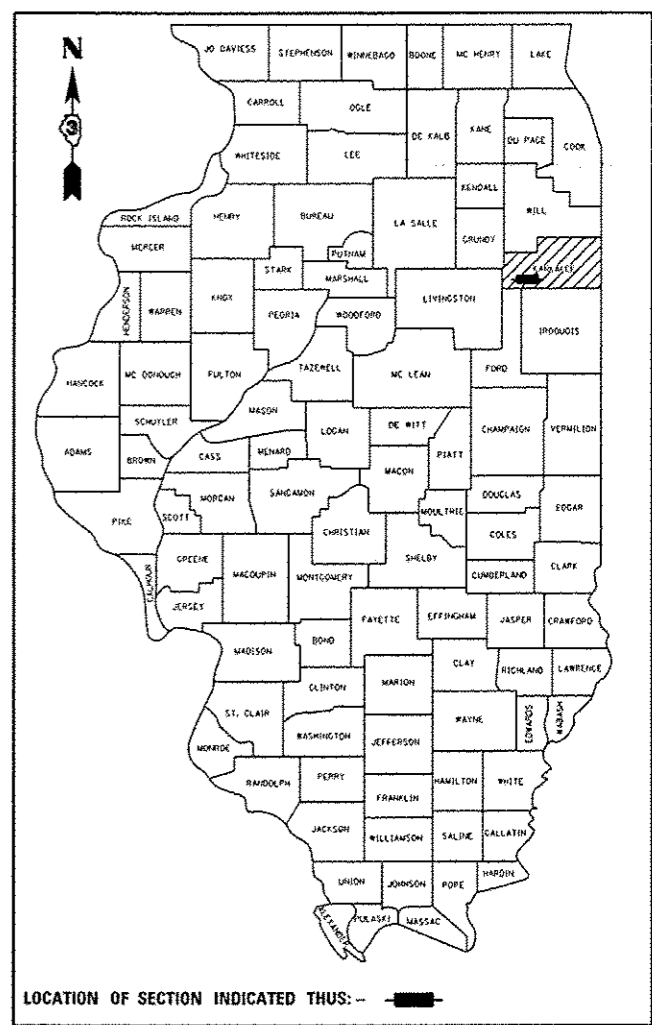 N
3
JO DAVIESS STEPHENSON WINNEBAGO BOONE MC HENRY LAKE
CARROLL OGLE
DE KALB KANE DU PAGE COOK
WHITESIDE LEE
KENDALL WILL
ROCK ISLAND HENRY BUREAU LA SALLE GRUNDY
MERCER PUTNAM KANKAKEE
STARK MARSHALL LIVINGSTON
HENDERSON WARREN KNOX PEORIA WOODFORD IROQUOIS
HANCOCK MC DONOUGH FULTON TAZEWELL MC LEAN FORD
MASON
SCHUYLER LOGAN DE WITT CHAMPAIGN VERMILION
ADAMS BROWN CASS MENARD MACON PIATT
MORGAN SANGAMON MOULTRIE DOUGLAS EDGAR
PIKE SCOTT CHRISTIAN COLES
SHELBY
CALHOUN GREENE MACOUPIN MONTGOMERY CUMBERLAND CLARK
JERSEY FAYETTE EFFINGHAM JASPER CRAWFORD
MADISON BOND
CLAY RICHLAND LAWRENCE
CLINTON MARION
ST. CLAIR WAYNE EDWARDS WABASH
WASHINGTON JEFFERSON
MONROE
RANDOLPH PERRY HAMILTON WHITE
FRANKLIN
JACKSON WILLIAMSON SALINE GALLATIN
HARDIN
UNION JOHNSON POPE
ALEXANDER PULASKI MASSAC
LOCATION OF SECTION INDICATED THUS: -